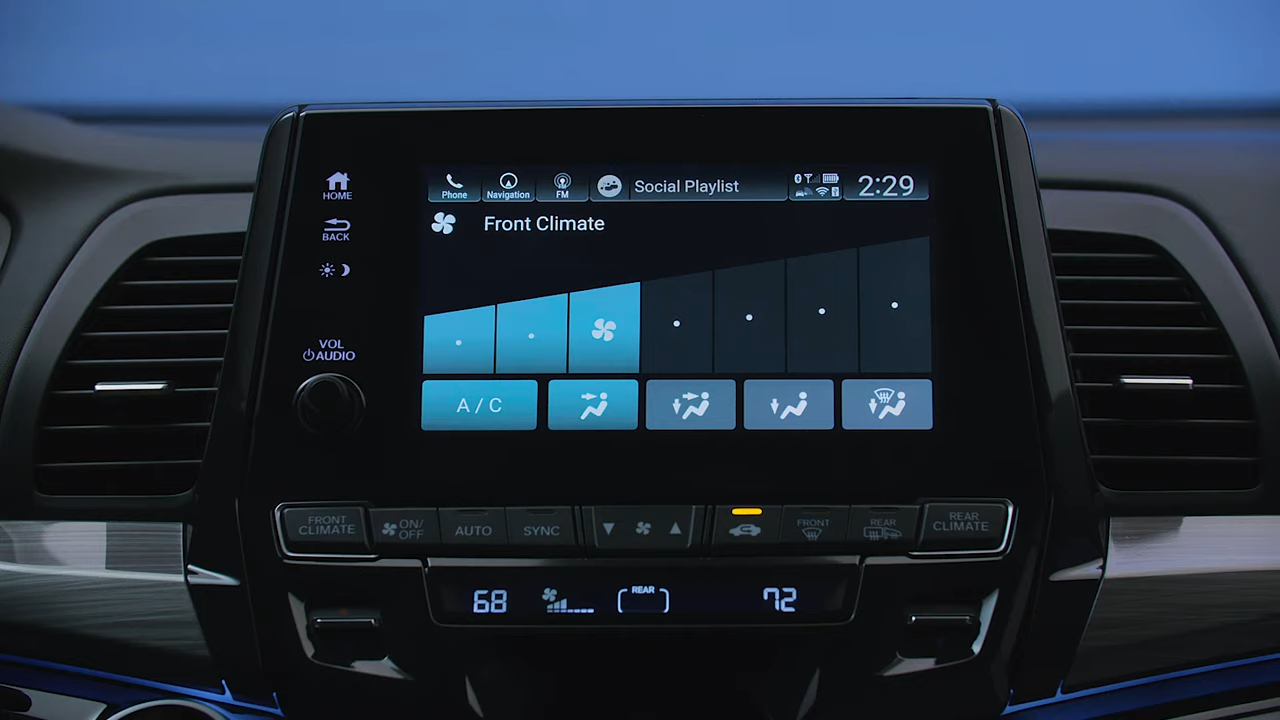 HOME
BACK
VOL
AUDIO
Phone
Navigation
FM
Social Playlist
2:29
Front Climate
A/C
FRONT
CLIMATE
ON/
OFF
AUTO
SYNC
FRONT
REAR
REAR
CLIMATE
68
REAR
72